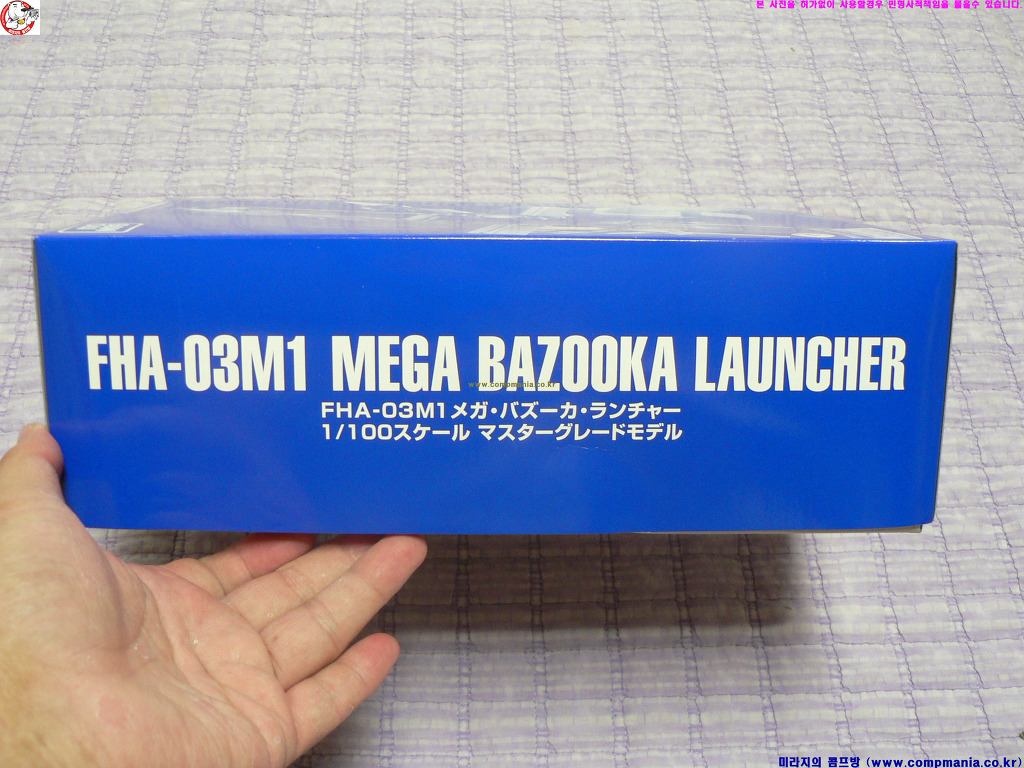 본 사진을 허가없이 사용할경우 민형사적책임을 물을수 있습니다.
FHA-03M1 MEGA BAZOOKA LAUNCHER
www.compmania.co.kr
FHA-03M1メガ・バズーカ・ランチャー
1/100スケール マスターグレードモデル
미라지의 콤프방 (www.compmania.co.kr)